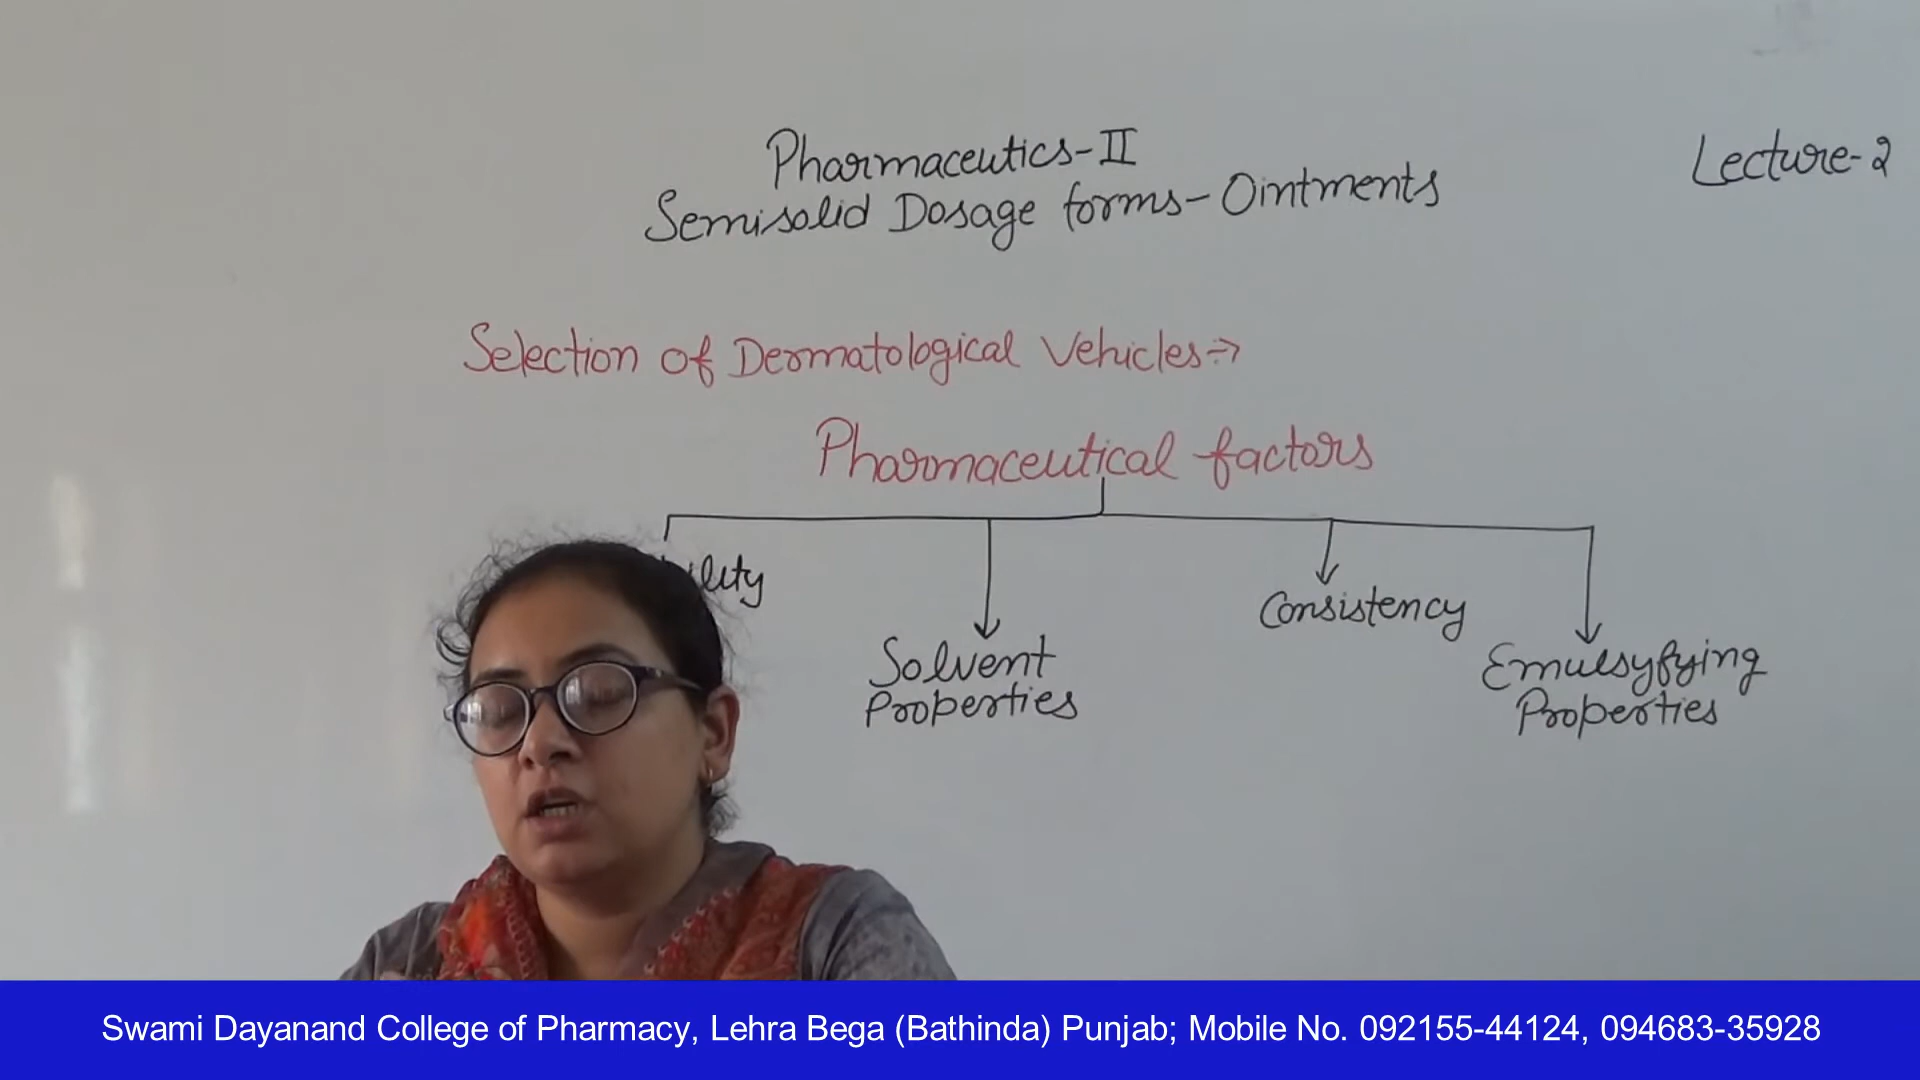 Pharmaceutics-II
Lecture-2
Semisolid Dosage forms-Ointments
Selection of Dermatological Vehicles÷>
Pharmaceutical factors
Consistency
Solvent
Properties
Emulsyfying
Properties
Swami Dayanand College of Pharmacy, Lehra Bega (Bathinda) Punjab; Mobile No. 092155-44124, 094683-35928